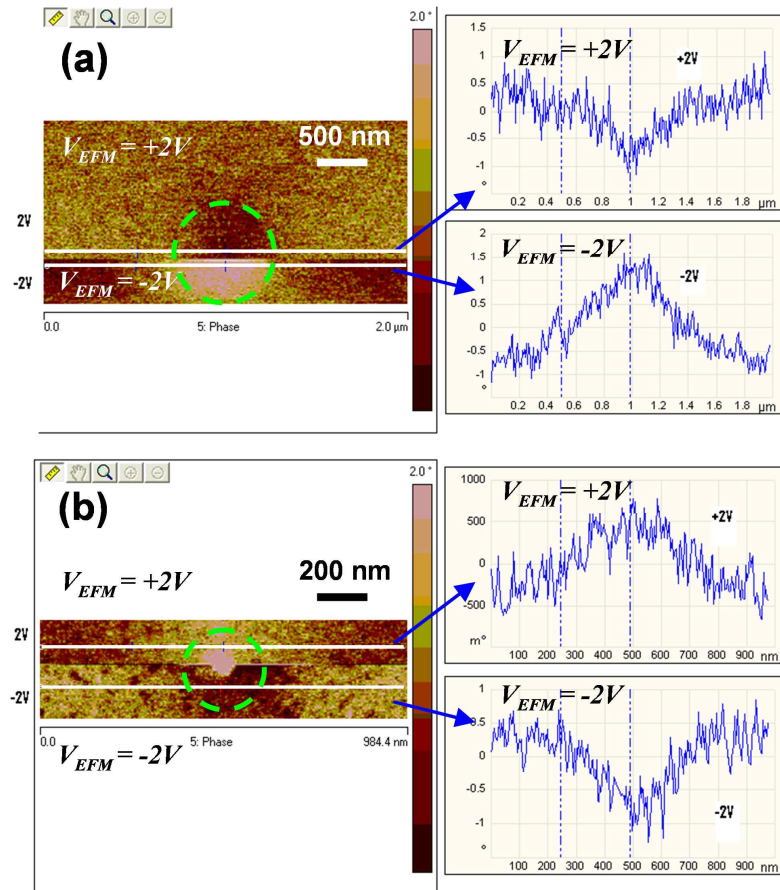 (a)
2.0 °
V_EFM = +2V
500 nm
2V
-2V
V_EFM = -2V
0.0
5: Phase
2.0 µm
V_EFM = +2V
+2V
1.5
1
0.5
0
-0.5
-1
°
0.2 0.4 0.6 0.8 1 1.2 1.4 1.6 1.8
µm
V_EFM = -2V
-2V
2
1.5
1
0.5
0
-0.5
-1
°
0.2 0.4 0.6 0.8 1 1.2 1.4 1.6 1.8
µm
(b)
2.0 °
V_EFM = +2V
200 nm
2V
-2V
0.0
5: Phase
984.4 nm
V_EFM = -2V
V_EFM = +2V
+2V
1000
500
0
-500
m°
100 200 300 400 500 600 700 800 900
nm
V_EFM = -2V
-2V
1
0.5
0
-0.5
-1
°
100 200 300 400 500 600 700 800 900
nm